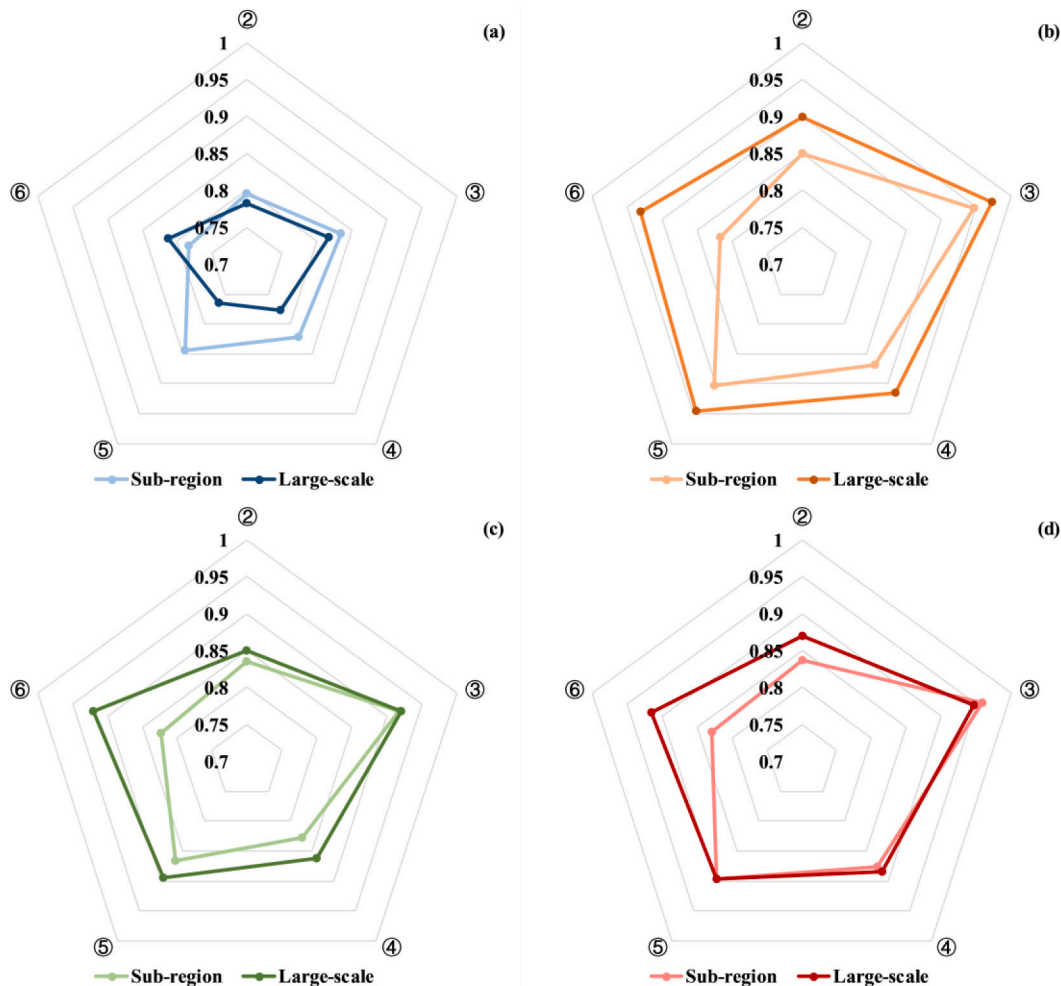 ② (a)
1
0.95
0.9
0.85
⑥ 0.8 ③
0.75
0.7
⑤ ④
Sub-region Large-scale
② (b)
1
0.95
0.9
0.85
⑥ 0.8 ③
0.75
0.7
⑤ ④
Sub-region Large-scale
② (c)
1
0.95
0.9
0.85
⑥ 0.8 ③
0.75
0.7
⑤ ④
Sub-region Large-scale
② (d)
1
0.95
0.9
0.85
⑥ 0.8 ③
0.75
0.7
⑤ ④
Sub-region Large-scale